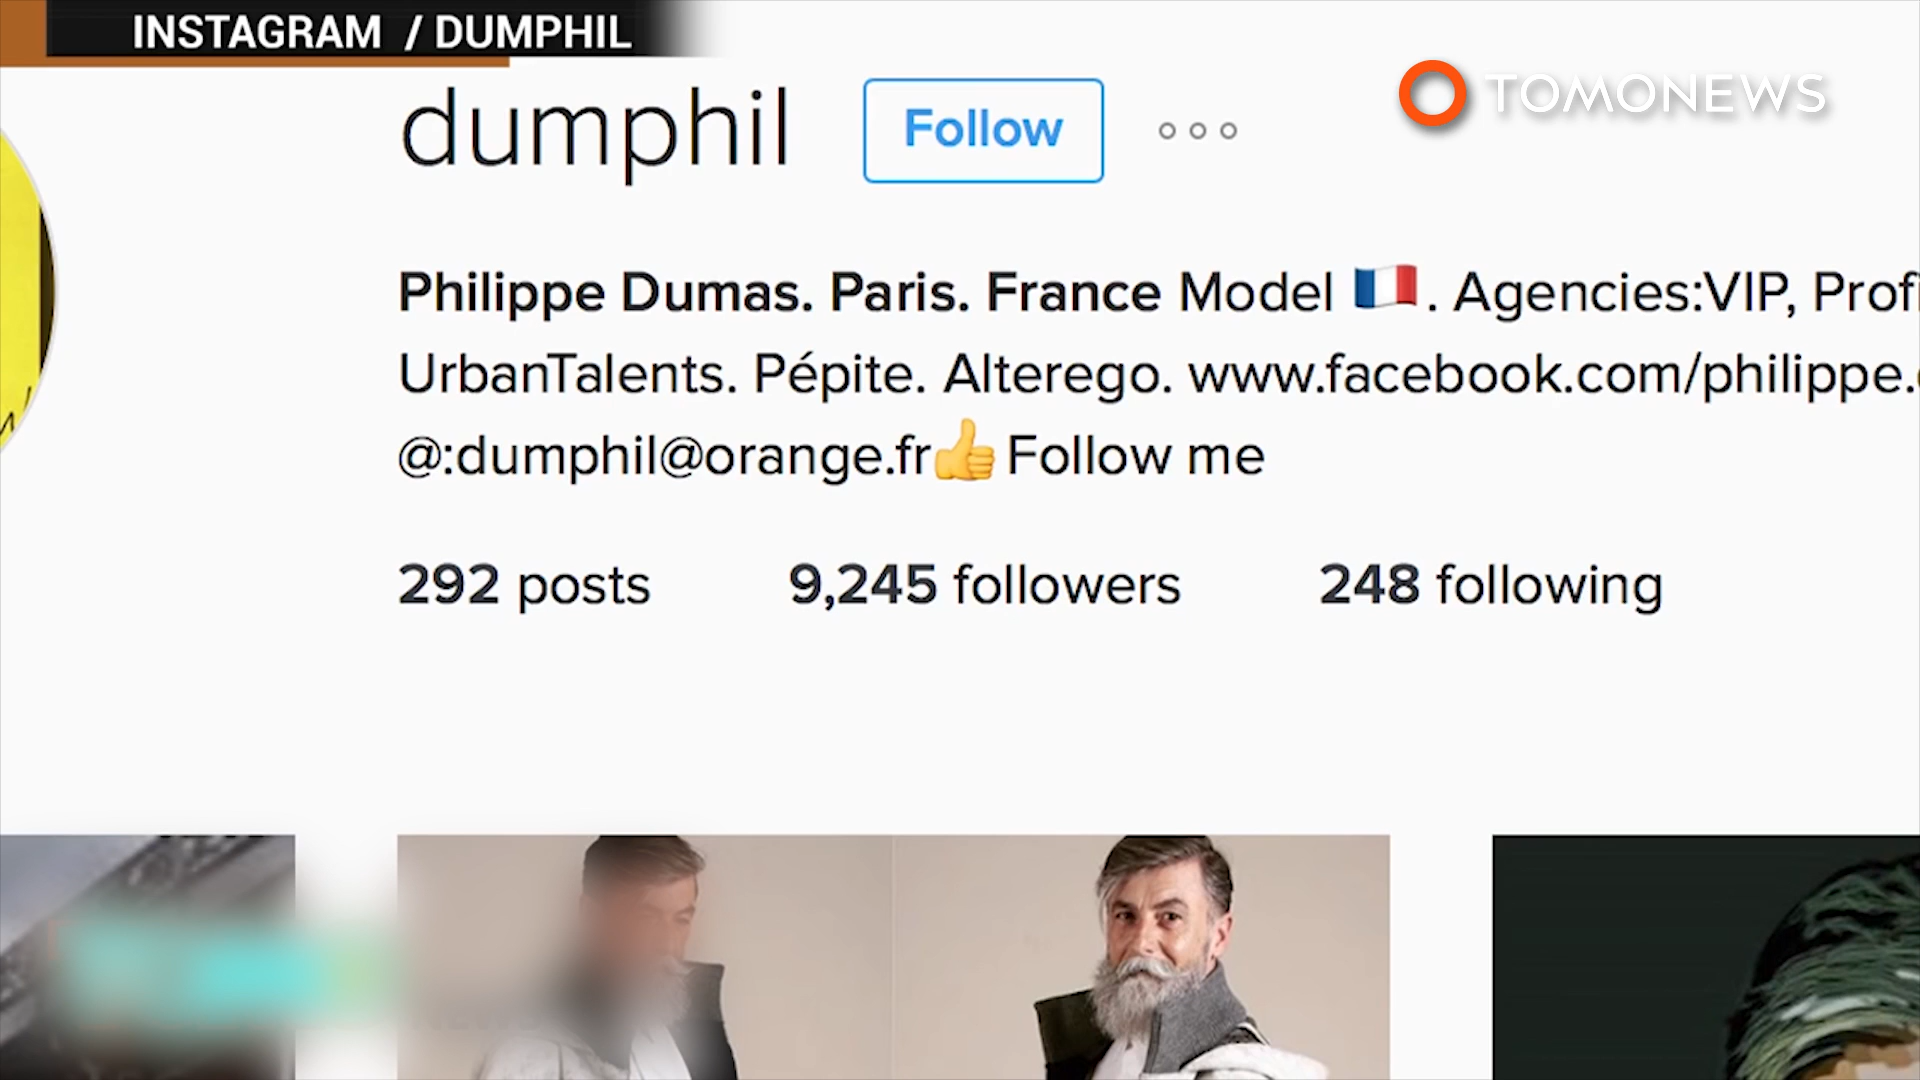 INSTAGRAM / DUMPHIL
TOMONEWS
dumphil Follow
Philippe Dumas. Paris. France Model 🇫🇷. Agencies:VIP, Profi
UrbanTalents. Pépite. Alterego. www.facebook.com/philippe.
@:dumphil@orange.fr👍Follow me
292 posts 9,245 followers 248 following